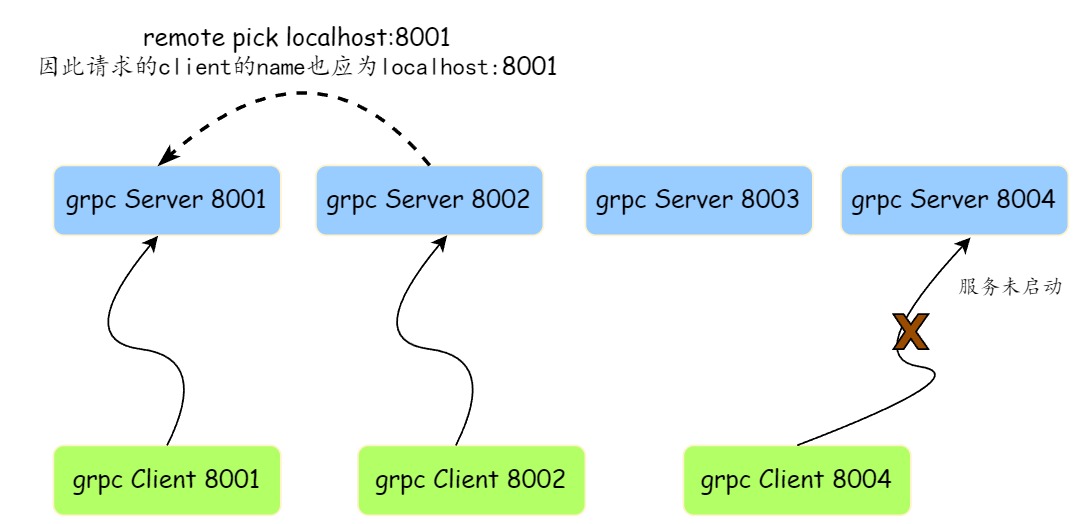 remote pick localhost:8001
因此请求的client的name也应为localhost:8001
grpc Server 8001
grpc Server 8002
grpc Server 8003
grpc Server 8004
服务未启动
X
grpc Client 8001
grpc Client 8002
grpc Client 8004